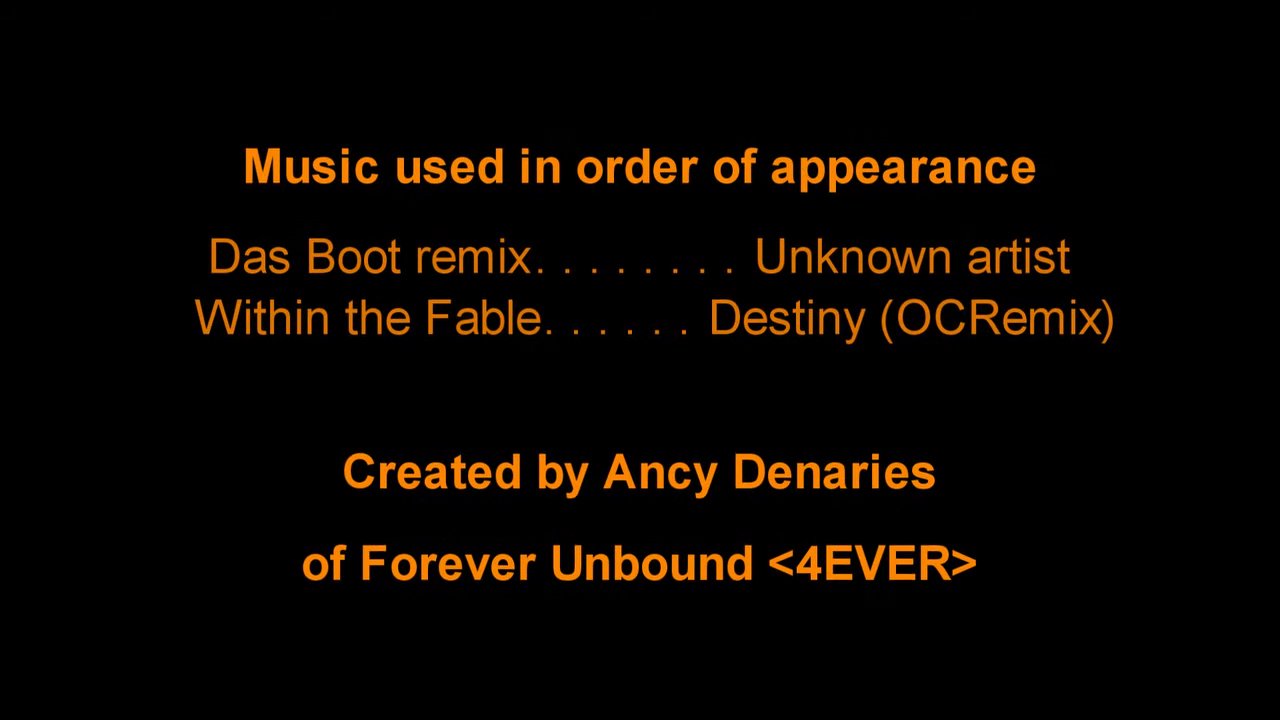 Music used in order of appearance
Das Boot remix. . . . . . . . Unknown artist
Within the Fable. . . . . . Destiny (OCRemix)
Created by Ancy Denaries
of Forever Unbound <4EVER>